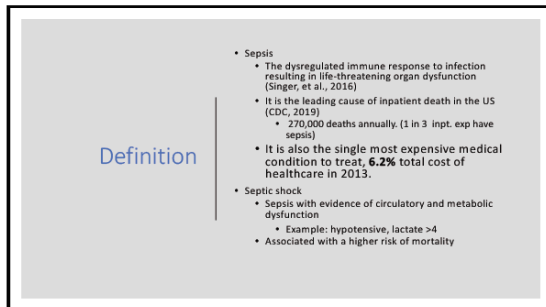 Definition
• Sepsis
• The dysregulated immune response to infection
resulting in life-threatening organ dysfunction
(Singer, et al., 2016)
• It is the leading cause of inpatient death in the US
(CDC, 2019)
• 270,000 deaths annually. (1 in 3 inpt. exp have
sepsis)
• It is also the single most expensive medical
condition to treat, 6.2% total cost of
healthcare in 2013.
• Septic shock
• Sepsis with evidence of circulatory and metabolic
dysfunction
• Example: hypotensive, lactate >4
• Associated with a higher risk of mortality